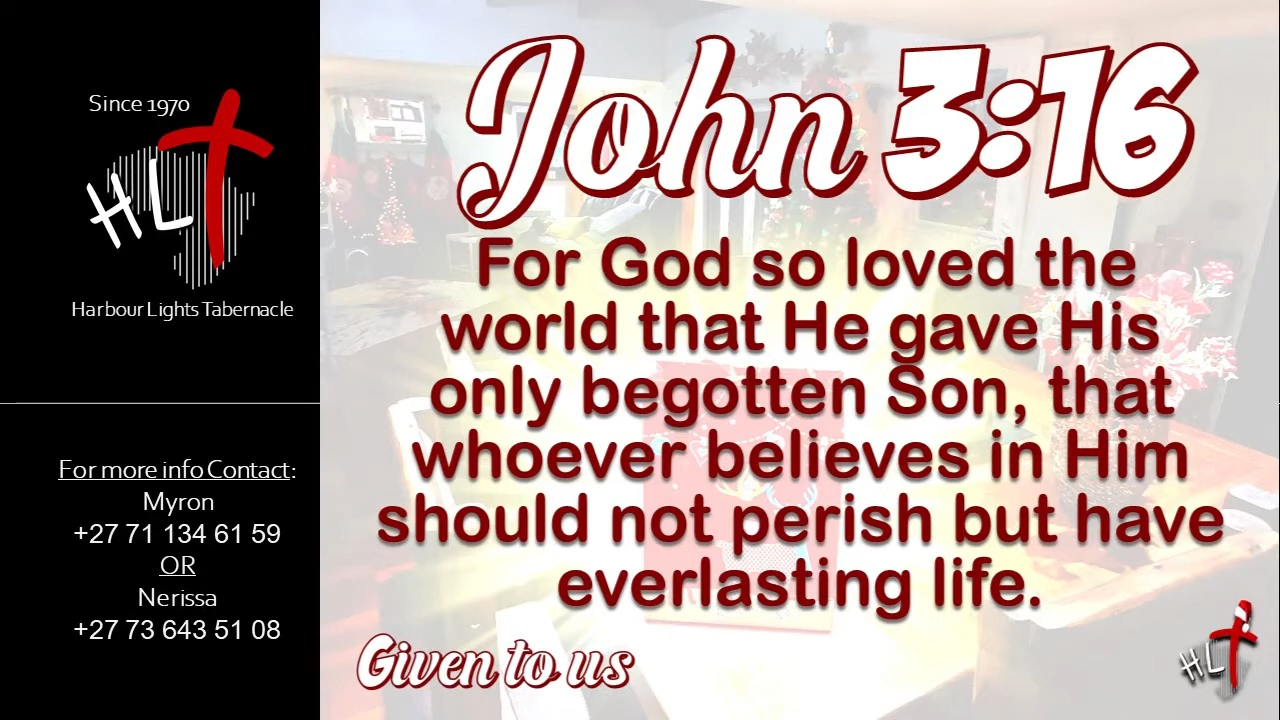 Since 1970
HLT
Harbour Lights Tabernacle
For more info Contact:
Myron
+27 71 134 61 59
OR
Nerissa
+27 73 643 51 08
John 3:16
For God so loved the
world that He gave His
only begotten Son, that
whoever believes in Him
should not perish but have
everlasting life.
Given to us
HLT